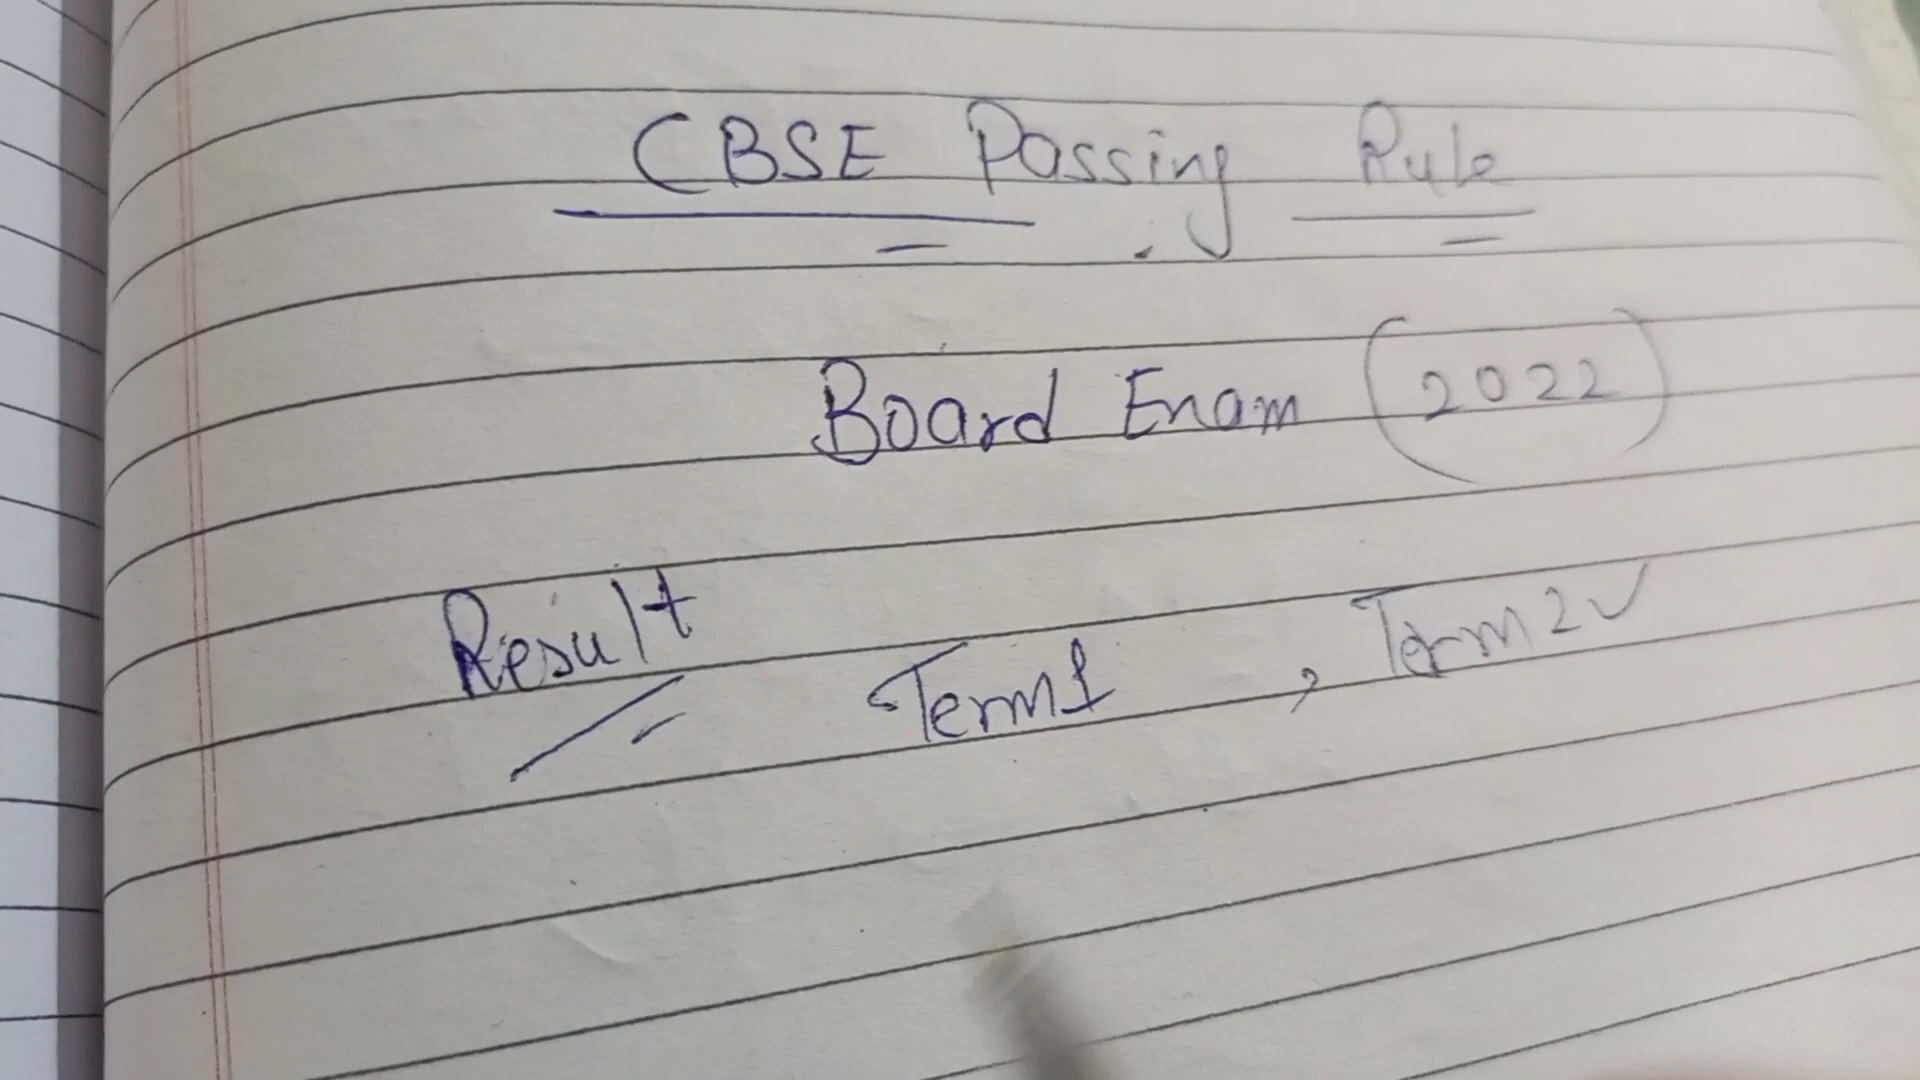 CBSE Passing Rule
Board Enam (2022)
Result
Term1 , Term2 ✓